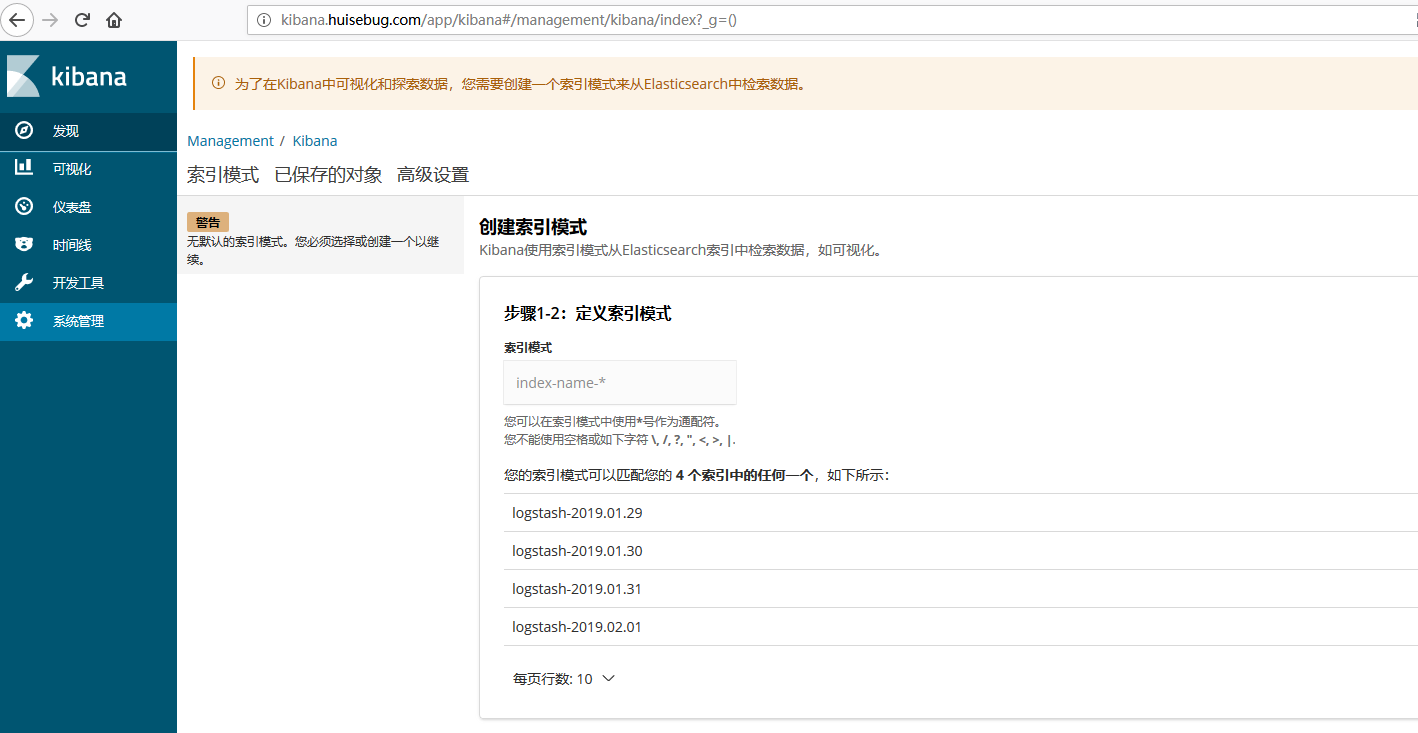 kibana.huisebug.com/app/kibana#/management/kibana/index?_g=()
kibana
发现
可视化
仪表盘
时间线
开发工具
系统管理
为了在Kibana中可视化和探索数据，您需要创建一个索引模式来从Elasticsearch中检索数据。
Management / Kibana
索引模式 已保存的对象 高级设置
警告
无默认的索引模式。您必须选择或创建一个以继
续。
创建索引模式
Kibana使用索引模式从Elasticsearch索引中检索数据，如可视化。
步骤1-2：定义索引模式
索引模式
index-name-*
您可以在索引模式中使用*号作为通配符。
您不能使用空格或如下字符 \, /, ?, ", <, >, |.
您的索引模式可以匹配您的 4 个索引中的任何一个，如下所示：
logstash-2019.01.29
logstash-2019.01.30
logstash-2019.01.31
logstash-2019.02.01
每页行数: 10